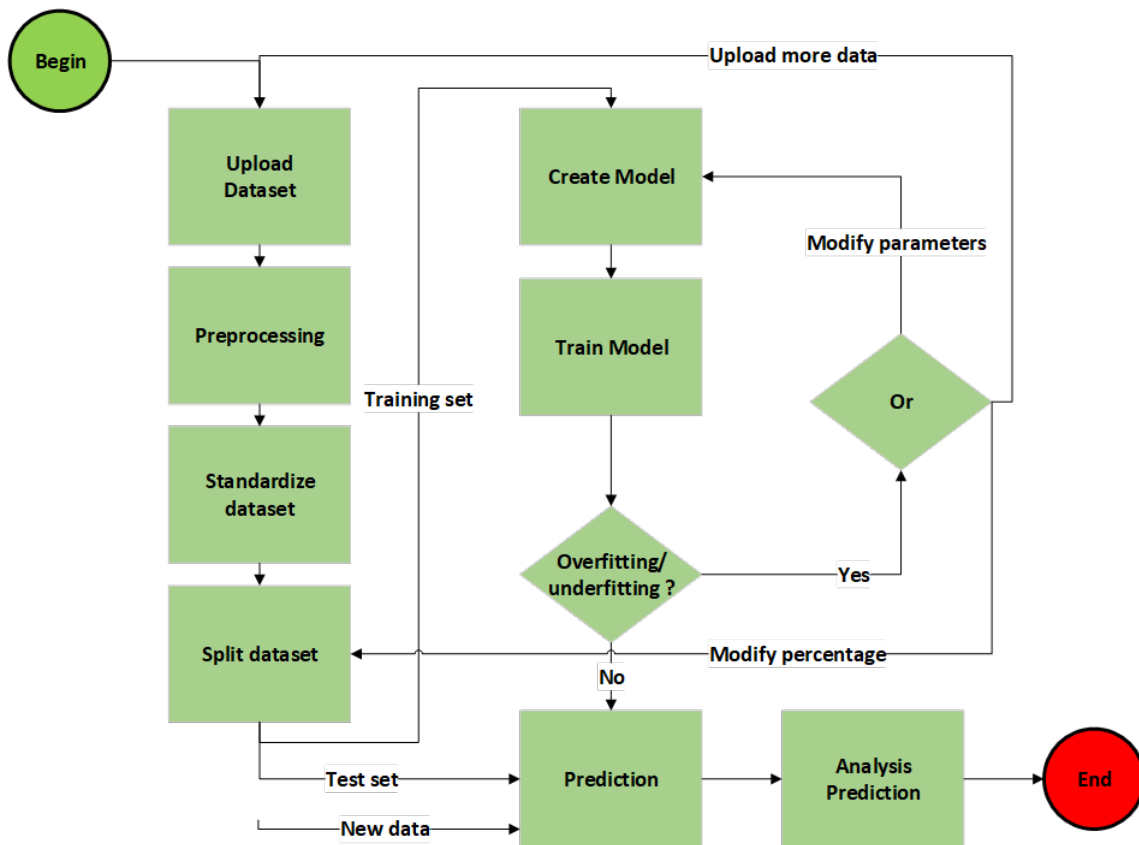 Begin
Upload more data
Upload
Dataset
Create Model
Modify parameters
Preprocessing
Train Model
Training set
Or
Standardize
dataset
Overfitting/
underfitting ?
Yes
Split dataset
Modify percentage
No
Test set
Prediction
Analysis
Prediction
End
New data